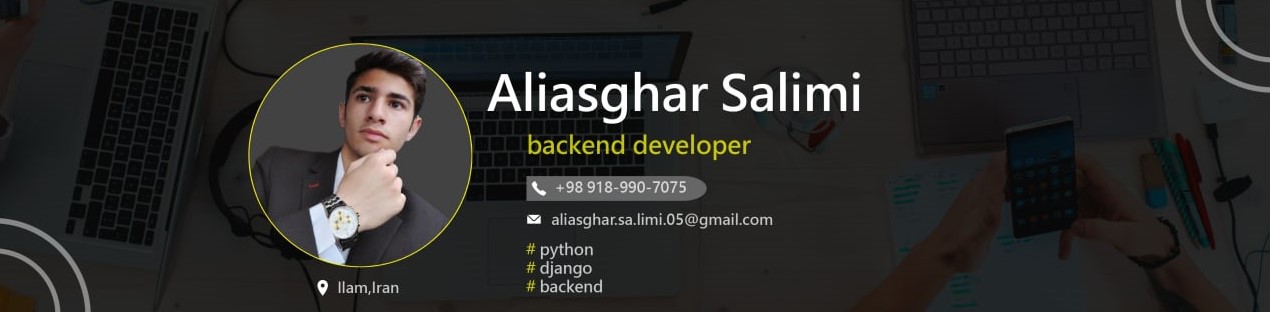 Aliasghar Salimi
backend developer
+98 918-990-7075
aliasghar.sa.limi.05@gmail.com
# python
# django
# backend
Ilam,Iran